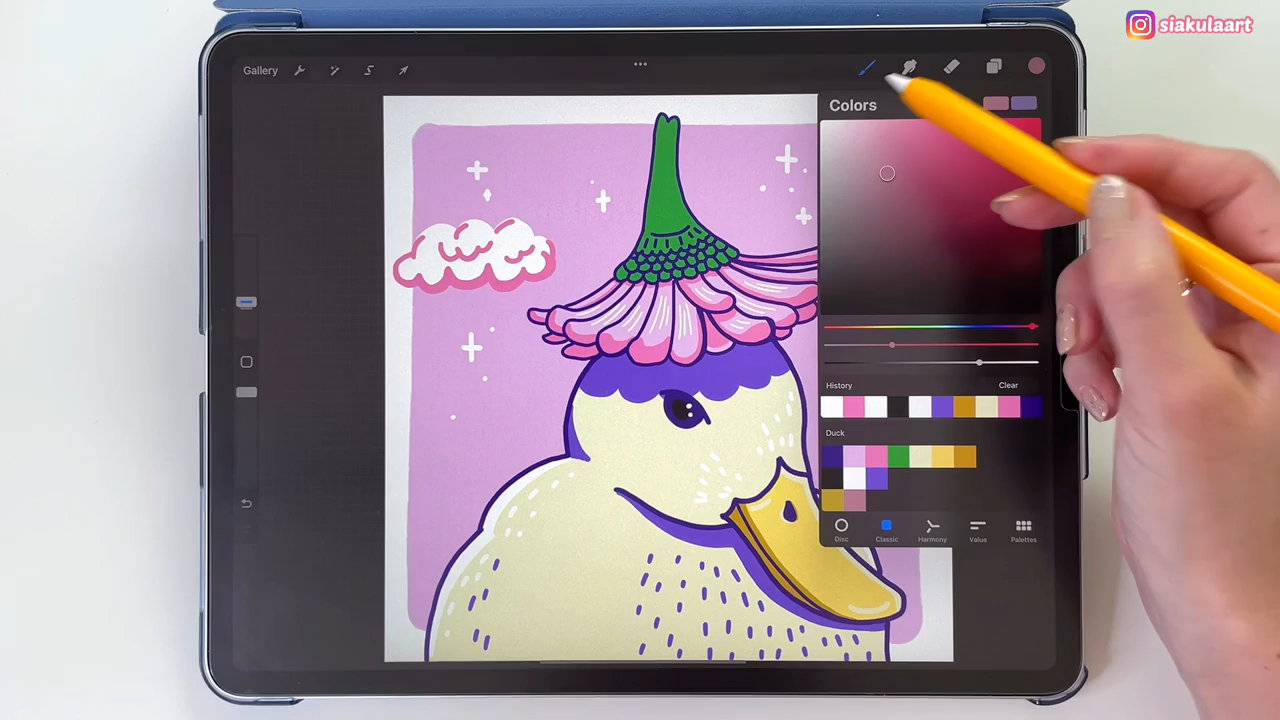 siakulaart
Gallery
Colors
History
Clear
Duck
Disc
Classic
Harmony
Value
Palettes